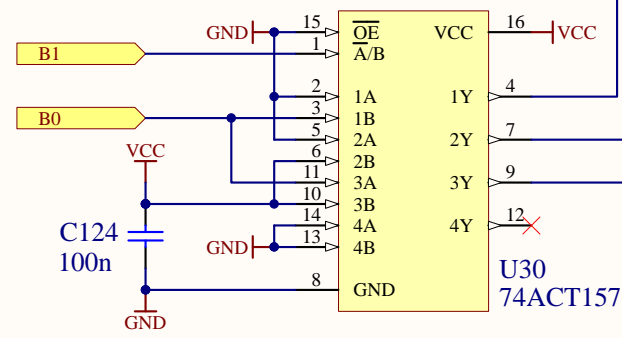 GND 15 OE VCC 16 VCC
B1 1 A/B
2 1A 1Y 4
B0 3 1B
5 2A 2Y 7
VCC 6 2B
11 3A 3Y 9
10 3B
14 4A 4Y 12
C124
GND 13 4B
100n
8 GND
U30
74ACT157
GND